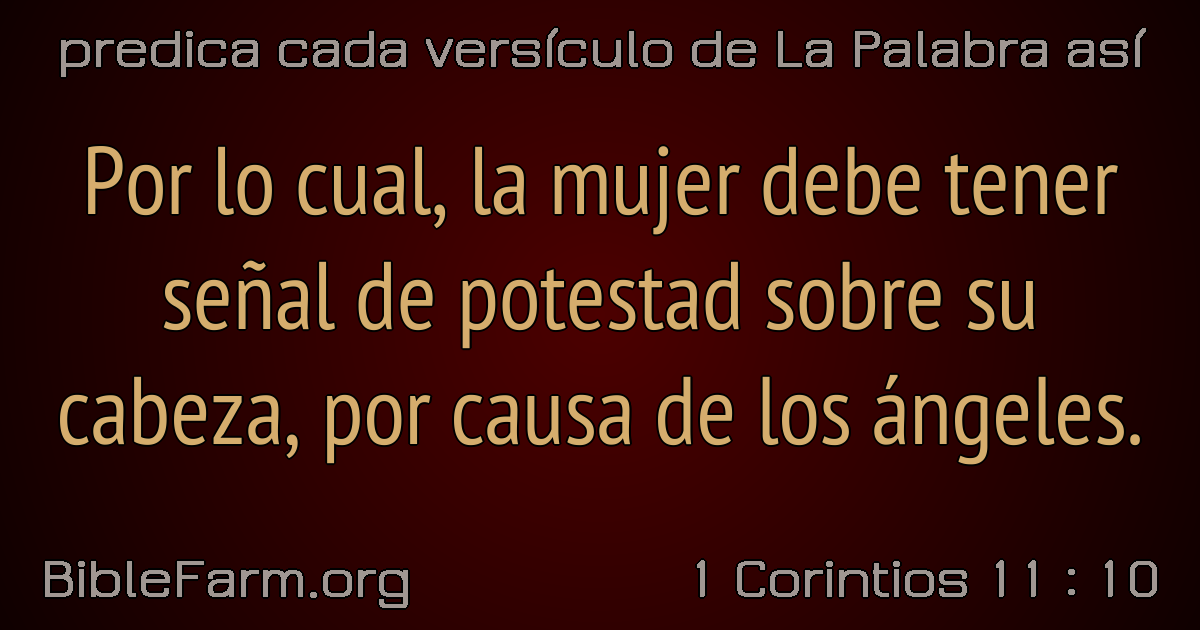 predica cada versículo de La Palabra así
Por lo cual, la mujer debe tener
señal de potestad sobre su
cabeza, por causa de los ángeles.
BibleFarm.org
1 Corintios 11 : 10